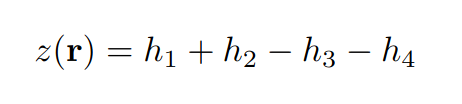 z(𝐫) = h₁ + h₂ − h₃ − h₄